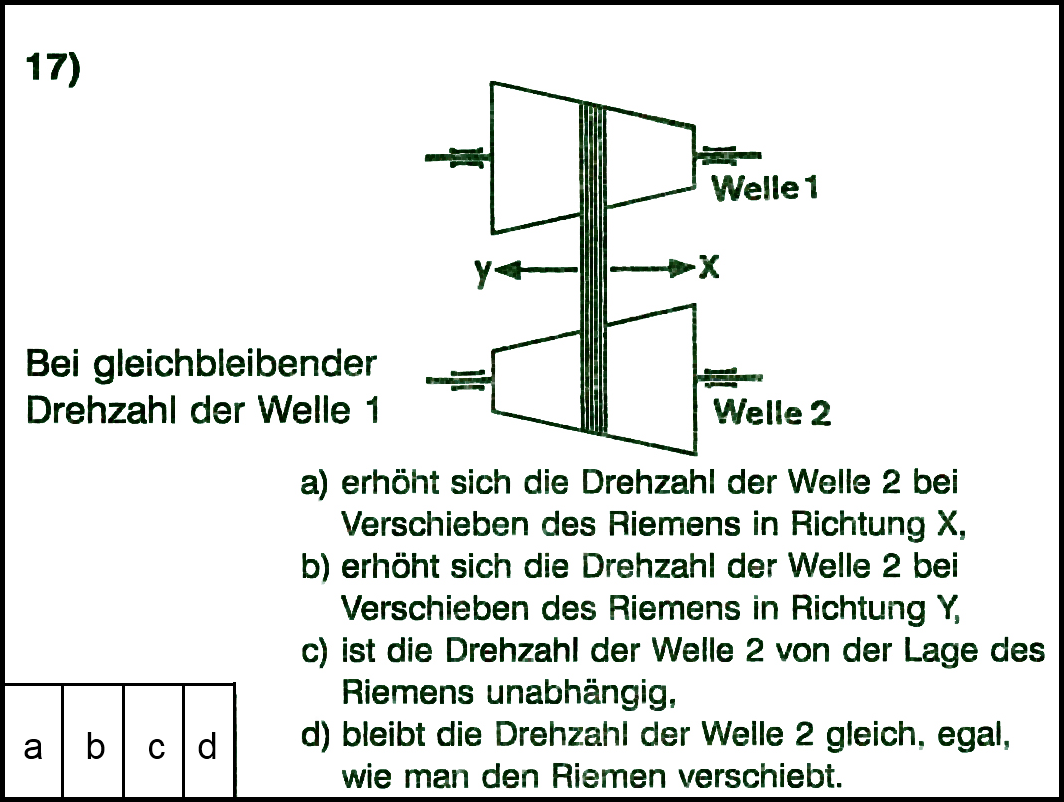 17)
Welle 1
y x
Bei gleichbleibender
Drehzahl der Welle 1
Welle 2
a) erhöht sich die Drehzahl der Welle 2 bei
Verschieben des Riemens in Richtung X,
b) erhöht sich die Drehzahl der Welle 2 bei
Verschieben des Riemens in Richtung Y,
c) ist die Drehzahl der Welle 2 von der Lage des
Riemens unabhängig,
d) bleibt die Drehzahl der Welle 2 gleich, egal,
wie man den Riemen verschiebt.
a b c d